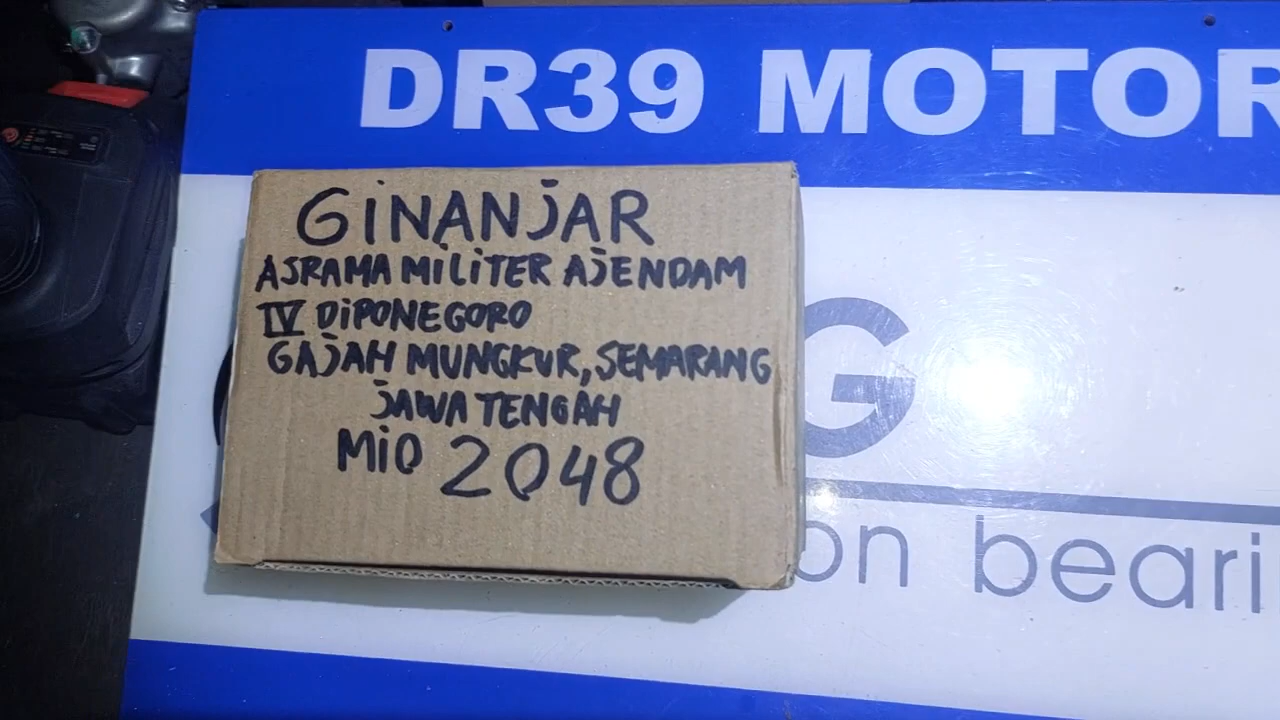 DR39 MOTOR
GiNANjAR
ASRAMA MiLiTER AjENDAM
IV DiPONEGORO
GAjAH MUNGKUR, SEMARANG
jAWA TENGAH
MiO 2048
G
on beari